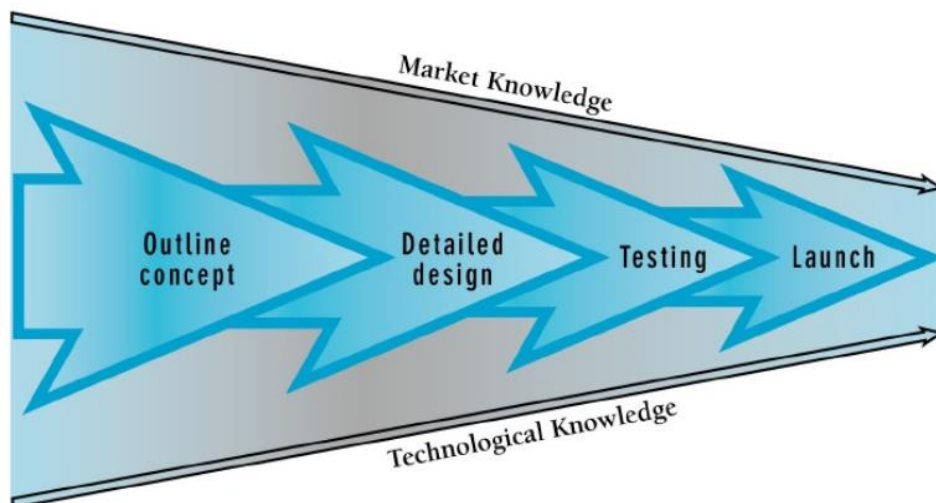 Market Knowledge
Outline
concept
Detailed
design
Testing
Launch
Technological Knowledge